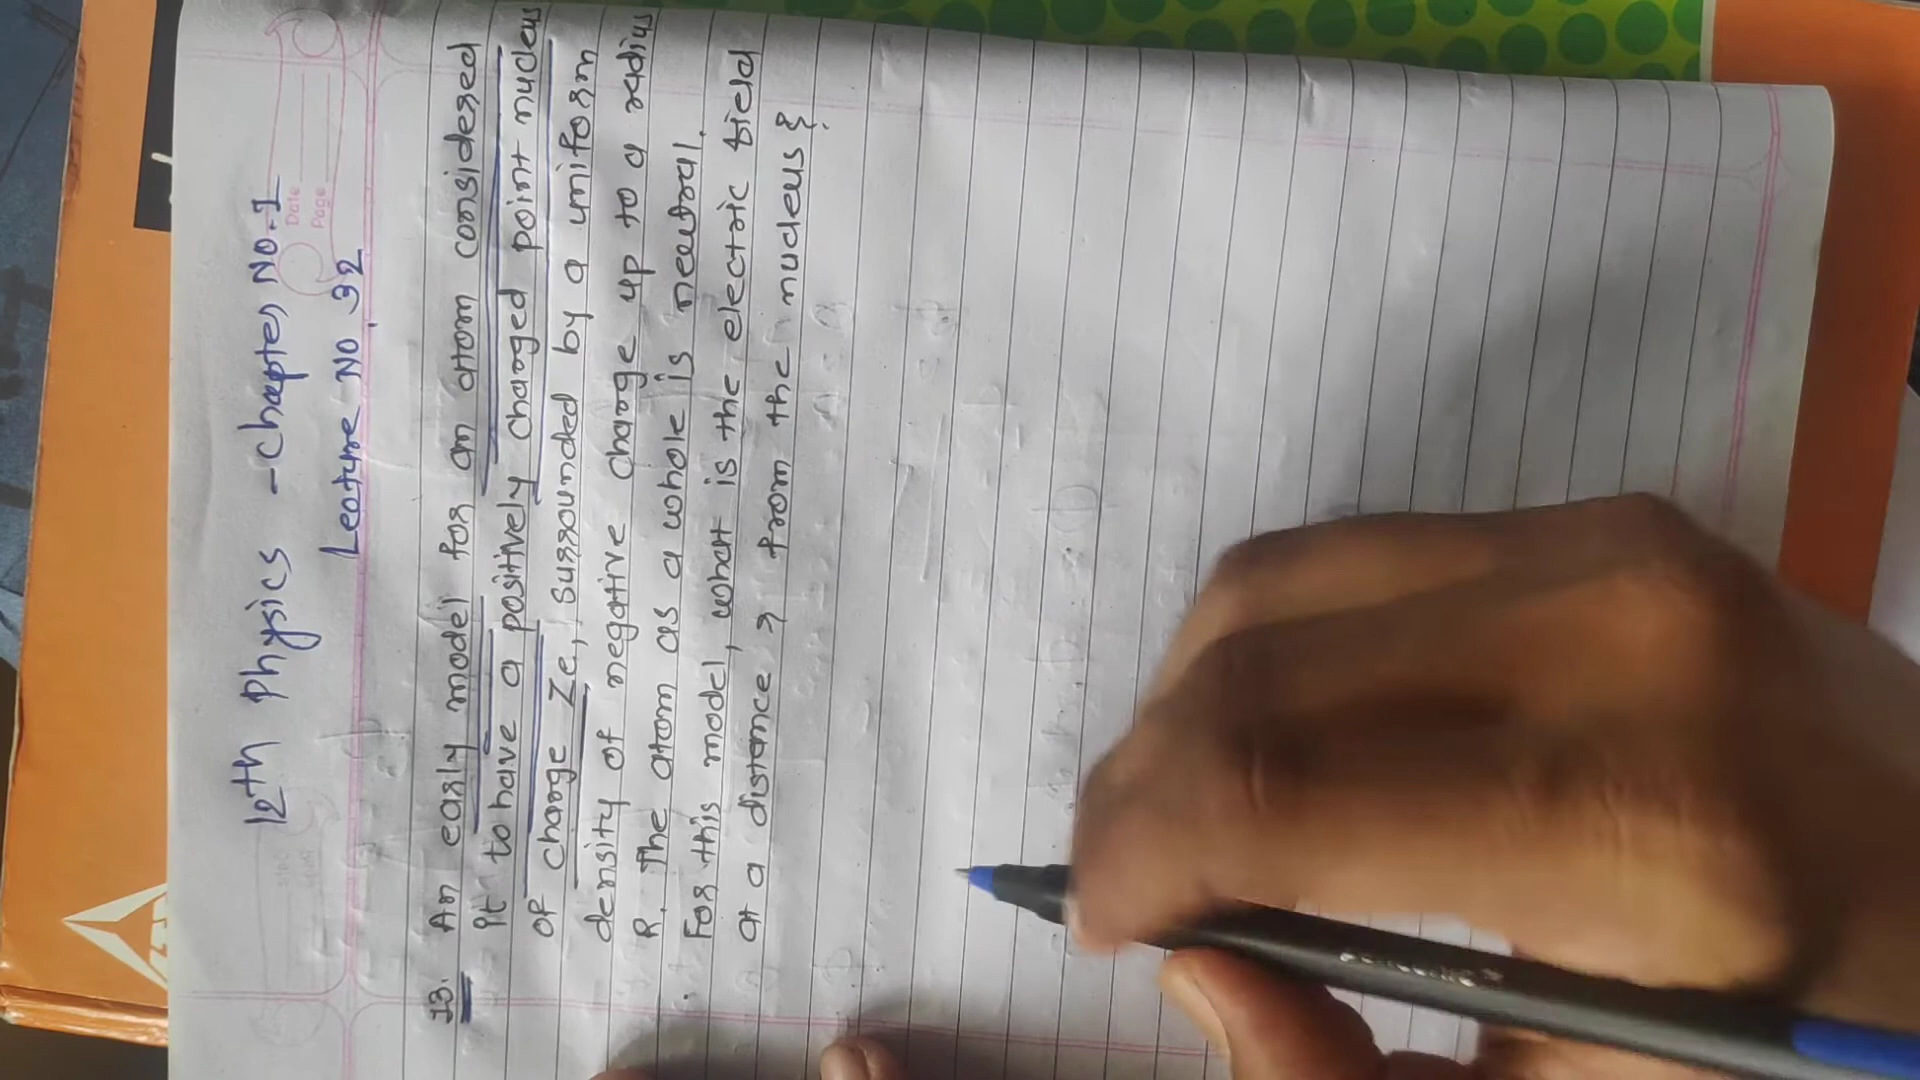 12th Physics - Chapter No-1
Date
Page
Lecture No. 32
13. An early model for an atom considered
it to have a positively charged point nucleus
of charge Ze, surrounded by a uniform
density of negative charge up to a radius
R. The atom as a whole is neutral.
For this model, what is the electric field
at a distance r from the nucleus ?